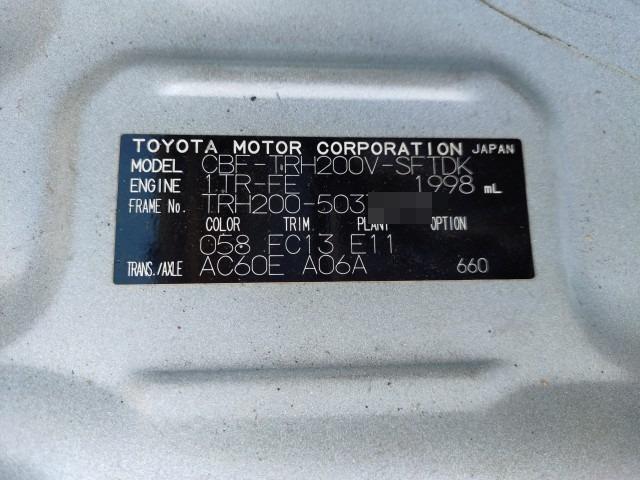 TOYOTA MOTOR CORPORATION JAPAN
MODEL CBF-TRH200V-SFTDK
ENGINE 1TR-FE 1998 mL
FRAME No. TRH200-503
COLOR TRIM PLANT OPTION
058 FC13 E11
TRANS./AXLE AC60E A06A 660